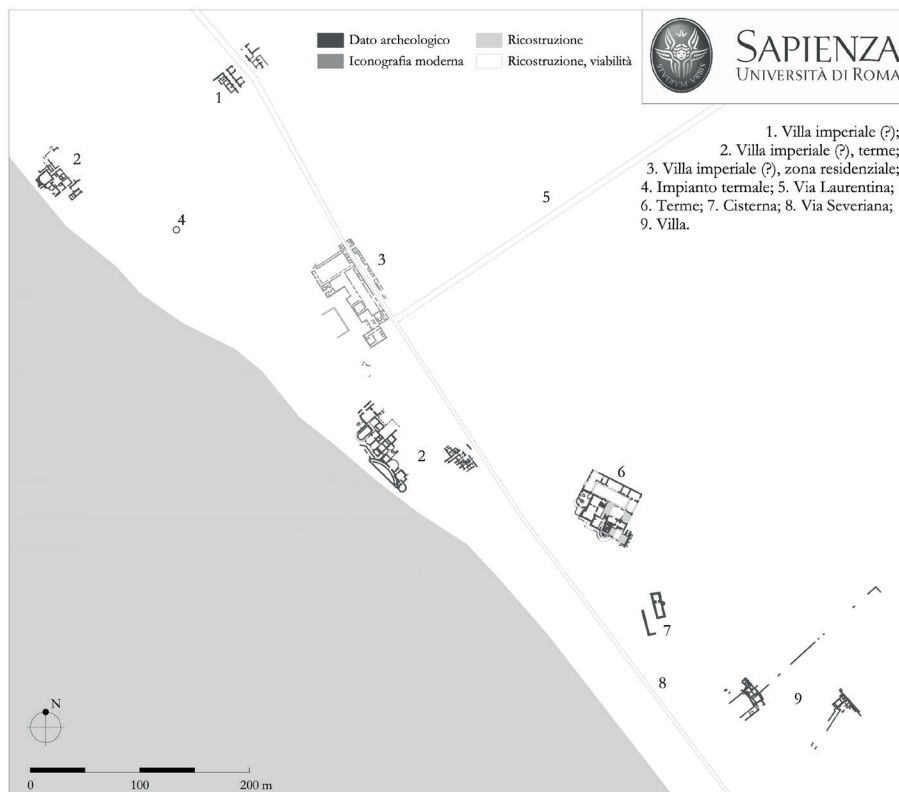 Dato archeologico
Iconografia moderna
Ricostruzione
Ricostruzione, viabilità
STVDIVM VRBIS
SAPIENZA
UNIVERSITÀ DI ROMA
1. Villa imperiale (?);
2. Villa imperiale (?), terme;
3. Villa imperiale (?), zona residenziale;
4. Impianto termale; 5. Via Laurentina;
6. Terme; 7. Cisterna; 8. Via Severiana;
9. Villa.
1
2
4
5
3
2
6
7
8
9
N
0 100 200 m